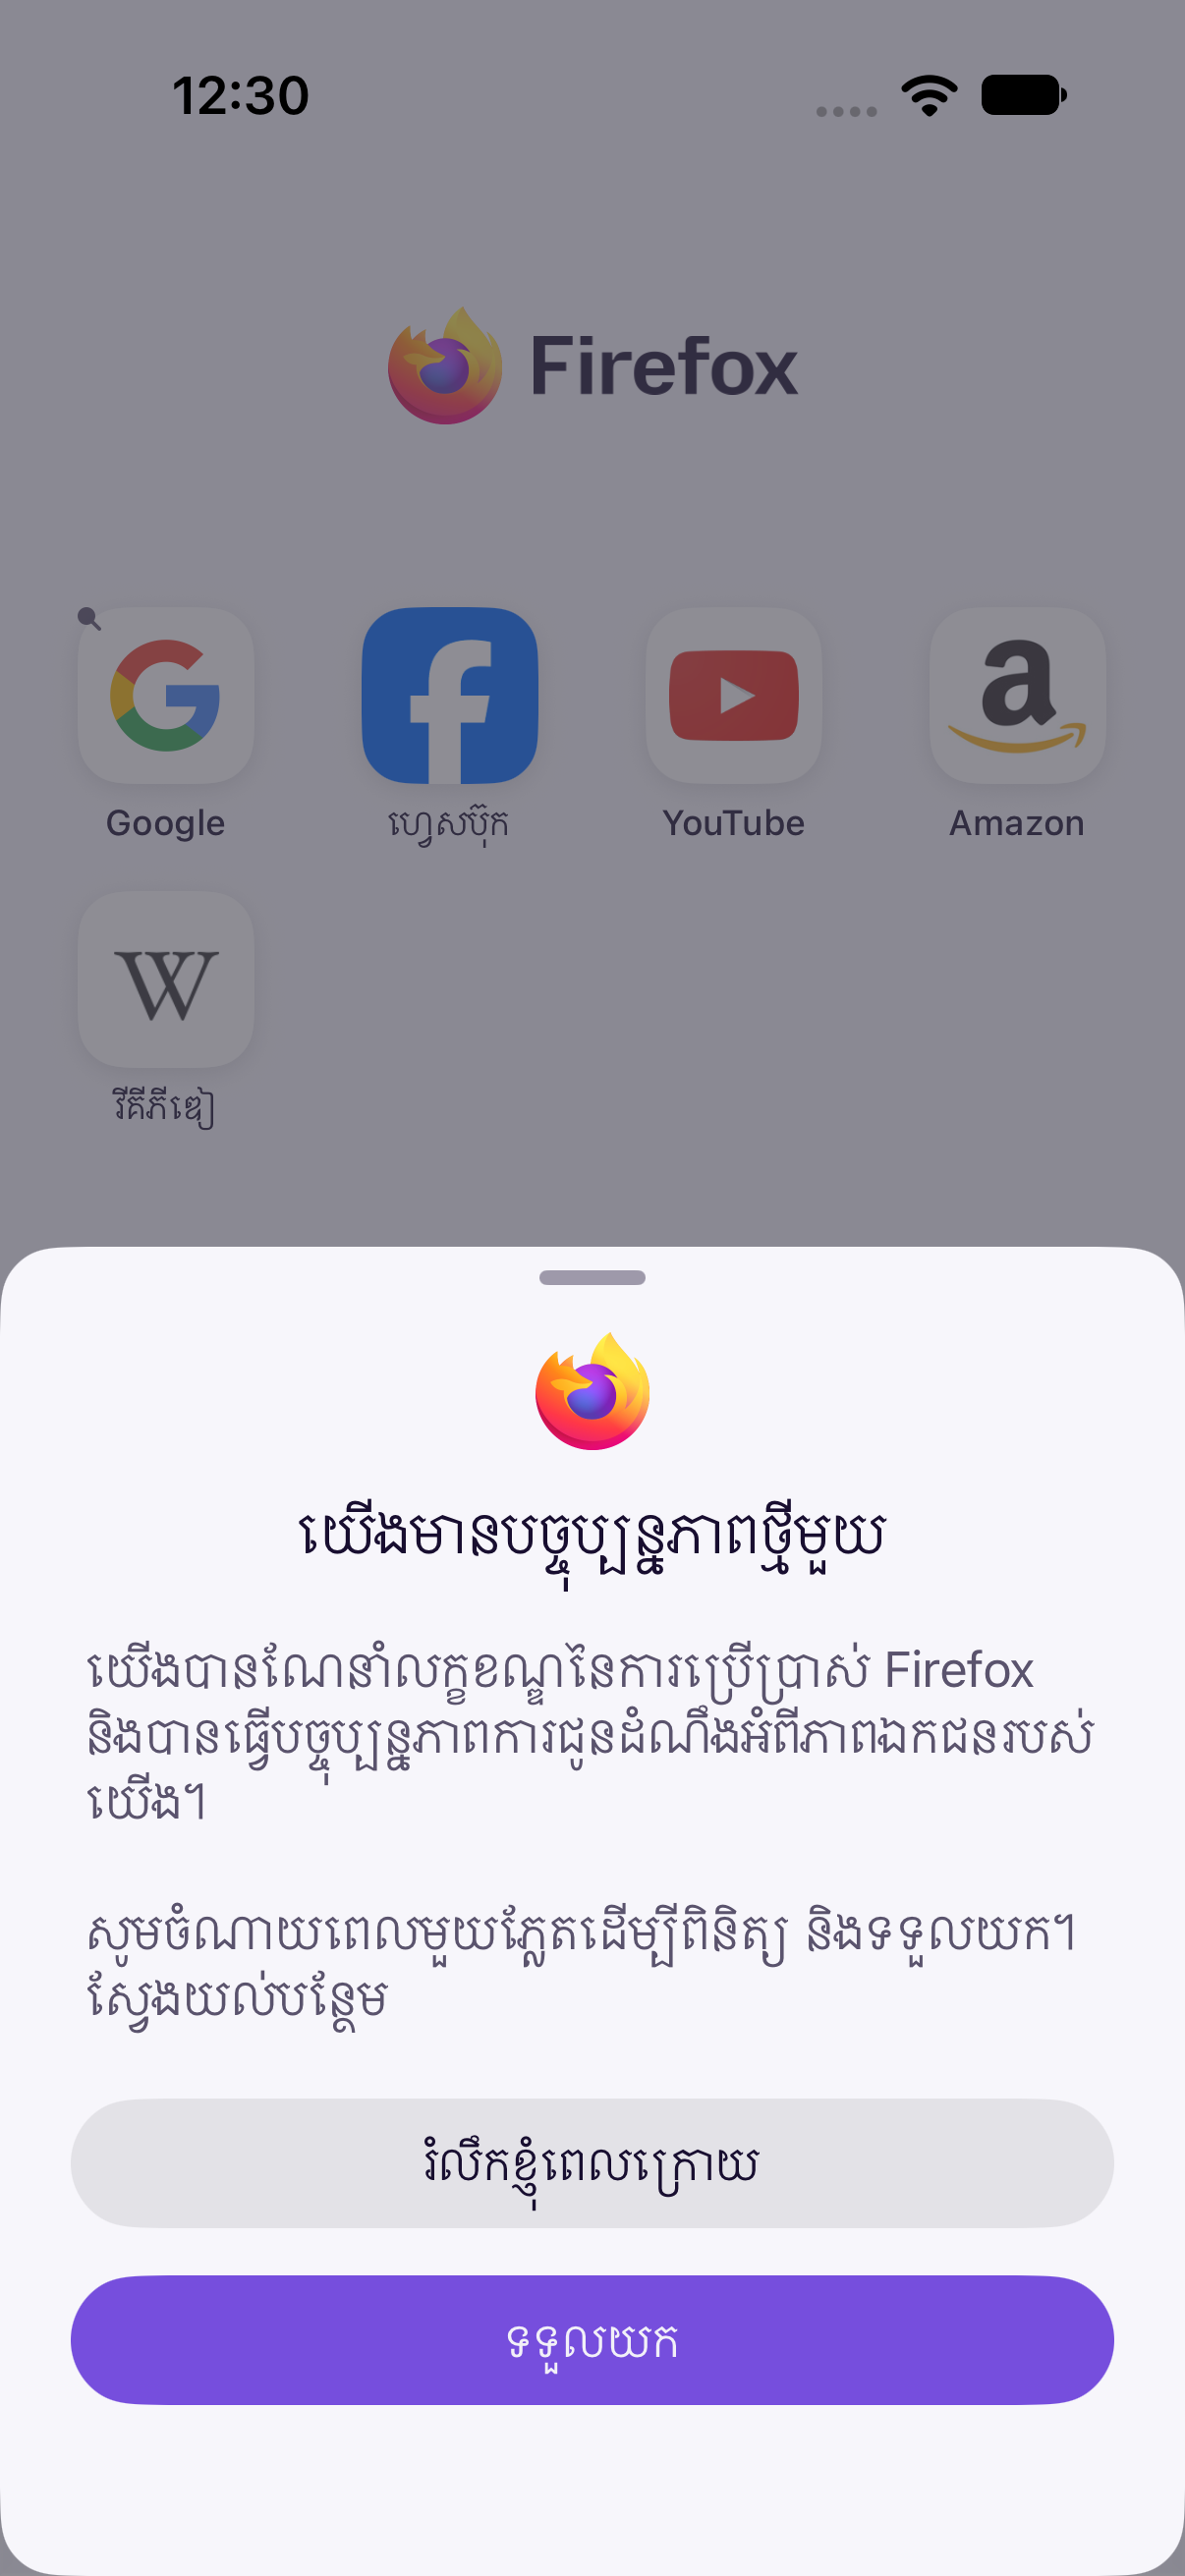 12:30
Firefox
Google
ហ្វេសប៊ុក
YouTube
Amazon
វីគីភីឌៀ
យើងមានបច្ចុប្បន្នភាពថ្មីមួយ
យើងបានណែនាំលក្ខខណ្ឌនៃការប្រើប្រាស់ Firefox
និងបានធ្វើបច្ចុប្បន្នភាពការជូនដំណឹងអំពីភាពឯកជនរបស់
យើង។
សូមចំណាយពេលមួយភ្លែតដើម្បីពិនិត្យ និងទទួលយក។
ស្វែងយល់បន្ថែម
រំលឹកខ្ញុំពេលក្រោយ
ទទួលយក